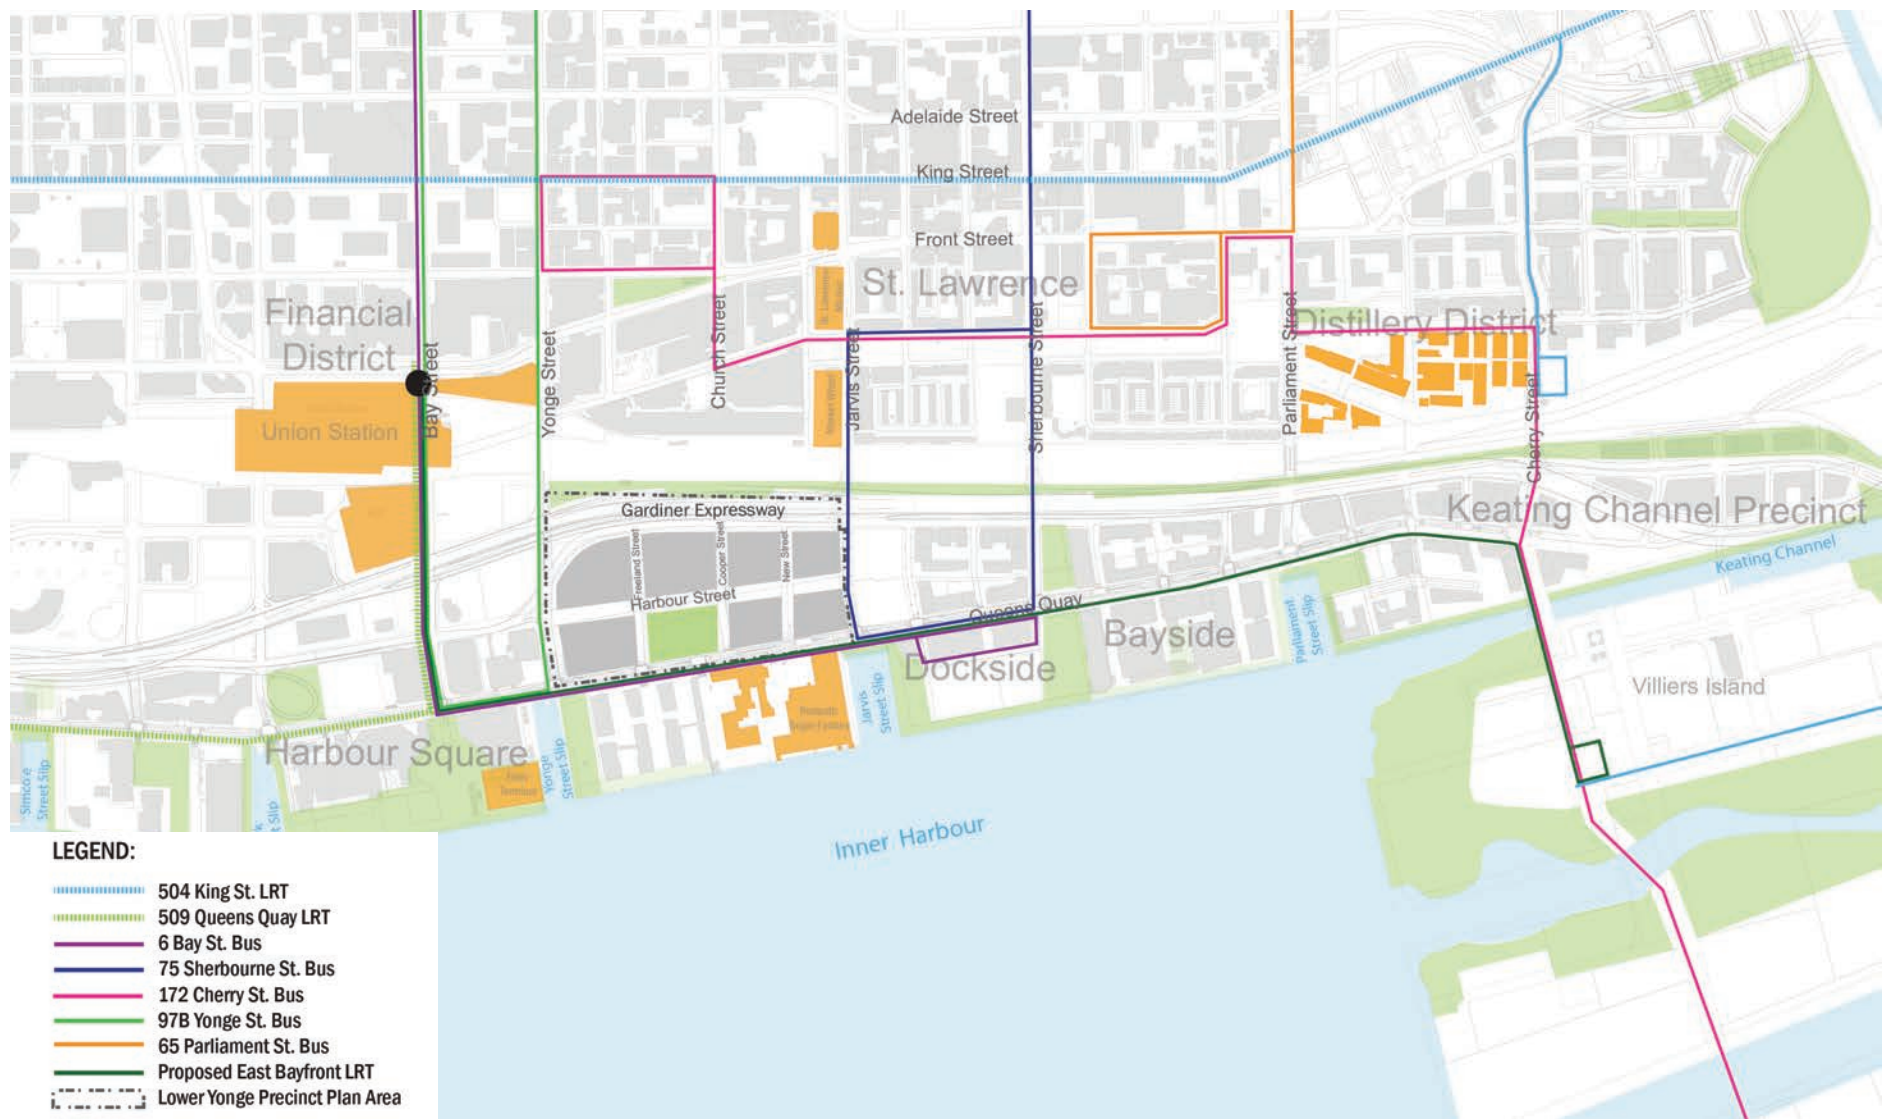 Adelaide Street
King Street
Front Street
St. Lawrence
Financial
District
Distillery District
Bay Street
Yonge Street
Church Street
Jarvis Street
Sherbourne Street
Parliament Street
Cherry Street
Union Station
Gardiner Expressway
Keating Channel Precinct
Keating Channel
Freeland Street
Cooper Street
New Street
Harbour Street
Queens Quay
Bayside
Dockside
Parliament
Street Slip
Villiers Island
Jarvis
Street Slip
Harbour Square
Yonge
Street Slip
Ferry
Terminal
Simcoe
Street Slip
Inner Harbour
LEGEND:
504 King St. LRT
509 Queens Quay LRT
6 Bay St. Bus
75 Sherbourne St. Bus
172 Cherry St. Bus
97B Yonge St. Bus
65 Parliament St. Bus
Proposed East Bayfront LRT
Lower Yonge Precinct Plan Area